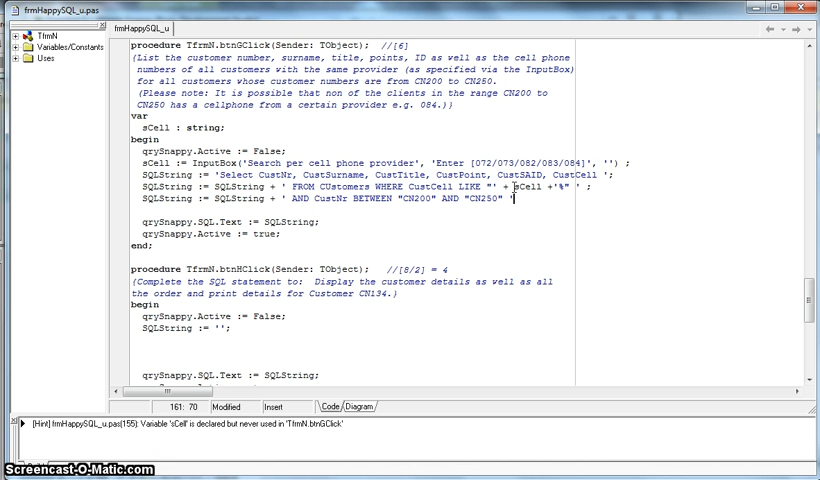 frmHappySQL_u.pas
frmHappySQL_u
TfrmN
Variables/Constants
Uses
procedure TfrmN.btnGClick(Sender: TObject);  //[6]
{List the customer number, surname, title, points, ID as well as the cell phone
numbers of all customers with the same provider (as specified via the InputBox)
for all customers whose customer numbers are from CN200 to CN250.
(Please note: It is possible that non of the clients in the range CN200 to
CN250 has a cellphone from a certain provider e.g. 084.)}
var
sCell : string;
begin
qrySnappy.Active := False;
sCell := InputBox('Search per cell phone provider', 'Enter [072/073/082/083/084]', '') ;
SQLString := 'Select CustNr, CustSurname, CustTitle, CustPoint, CustSAID, CustCell ';
SQLString := SQLString + ' FROM CUstomers WHERE CustCell LIKE "' + sCell +'%" ' ;
SQLString := SQLString + ' AND CustNr BETWEEN "CN200" AND "CN250" '
qrySnappy.SQL.Text := SQLString;
qrySnappy.Active := true;
end;
procedure TfrmN.btnHClick(Sender: TObject);   //[8/2] = 4
{Complete the SQL statement to:  Display the customer details as well as all
the order and print details for Customer CN134.}
begin
qrySnappy.Active := False;
SQLString := '';
qrySnappy.SQL.Text := SQLString;
161: 70 Modified Insert Code Diagram
[Hint] frmHappySQL_u.pas(155): Variable 'sCell' is declared but never used in 'TfrmN.btnGClick'
Screencast-O-Matic.com